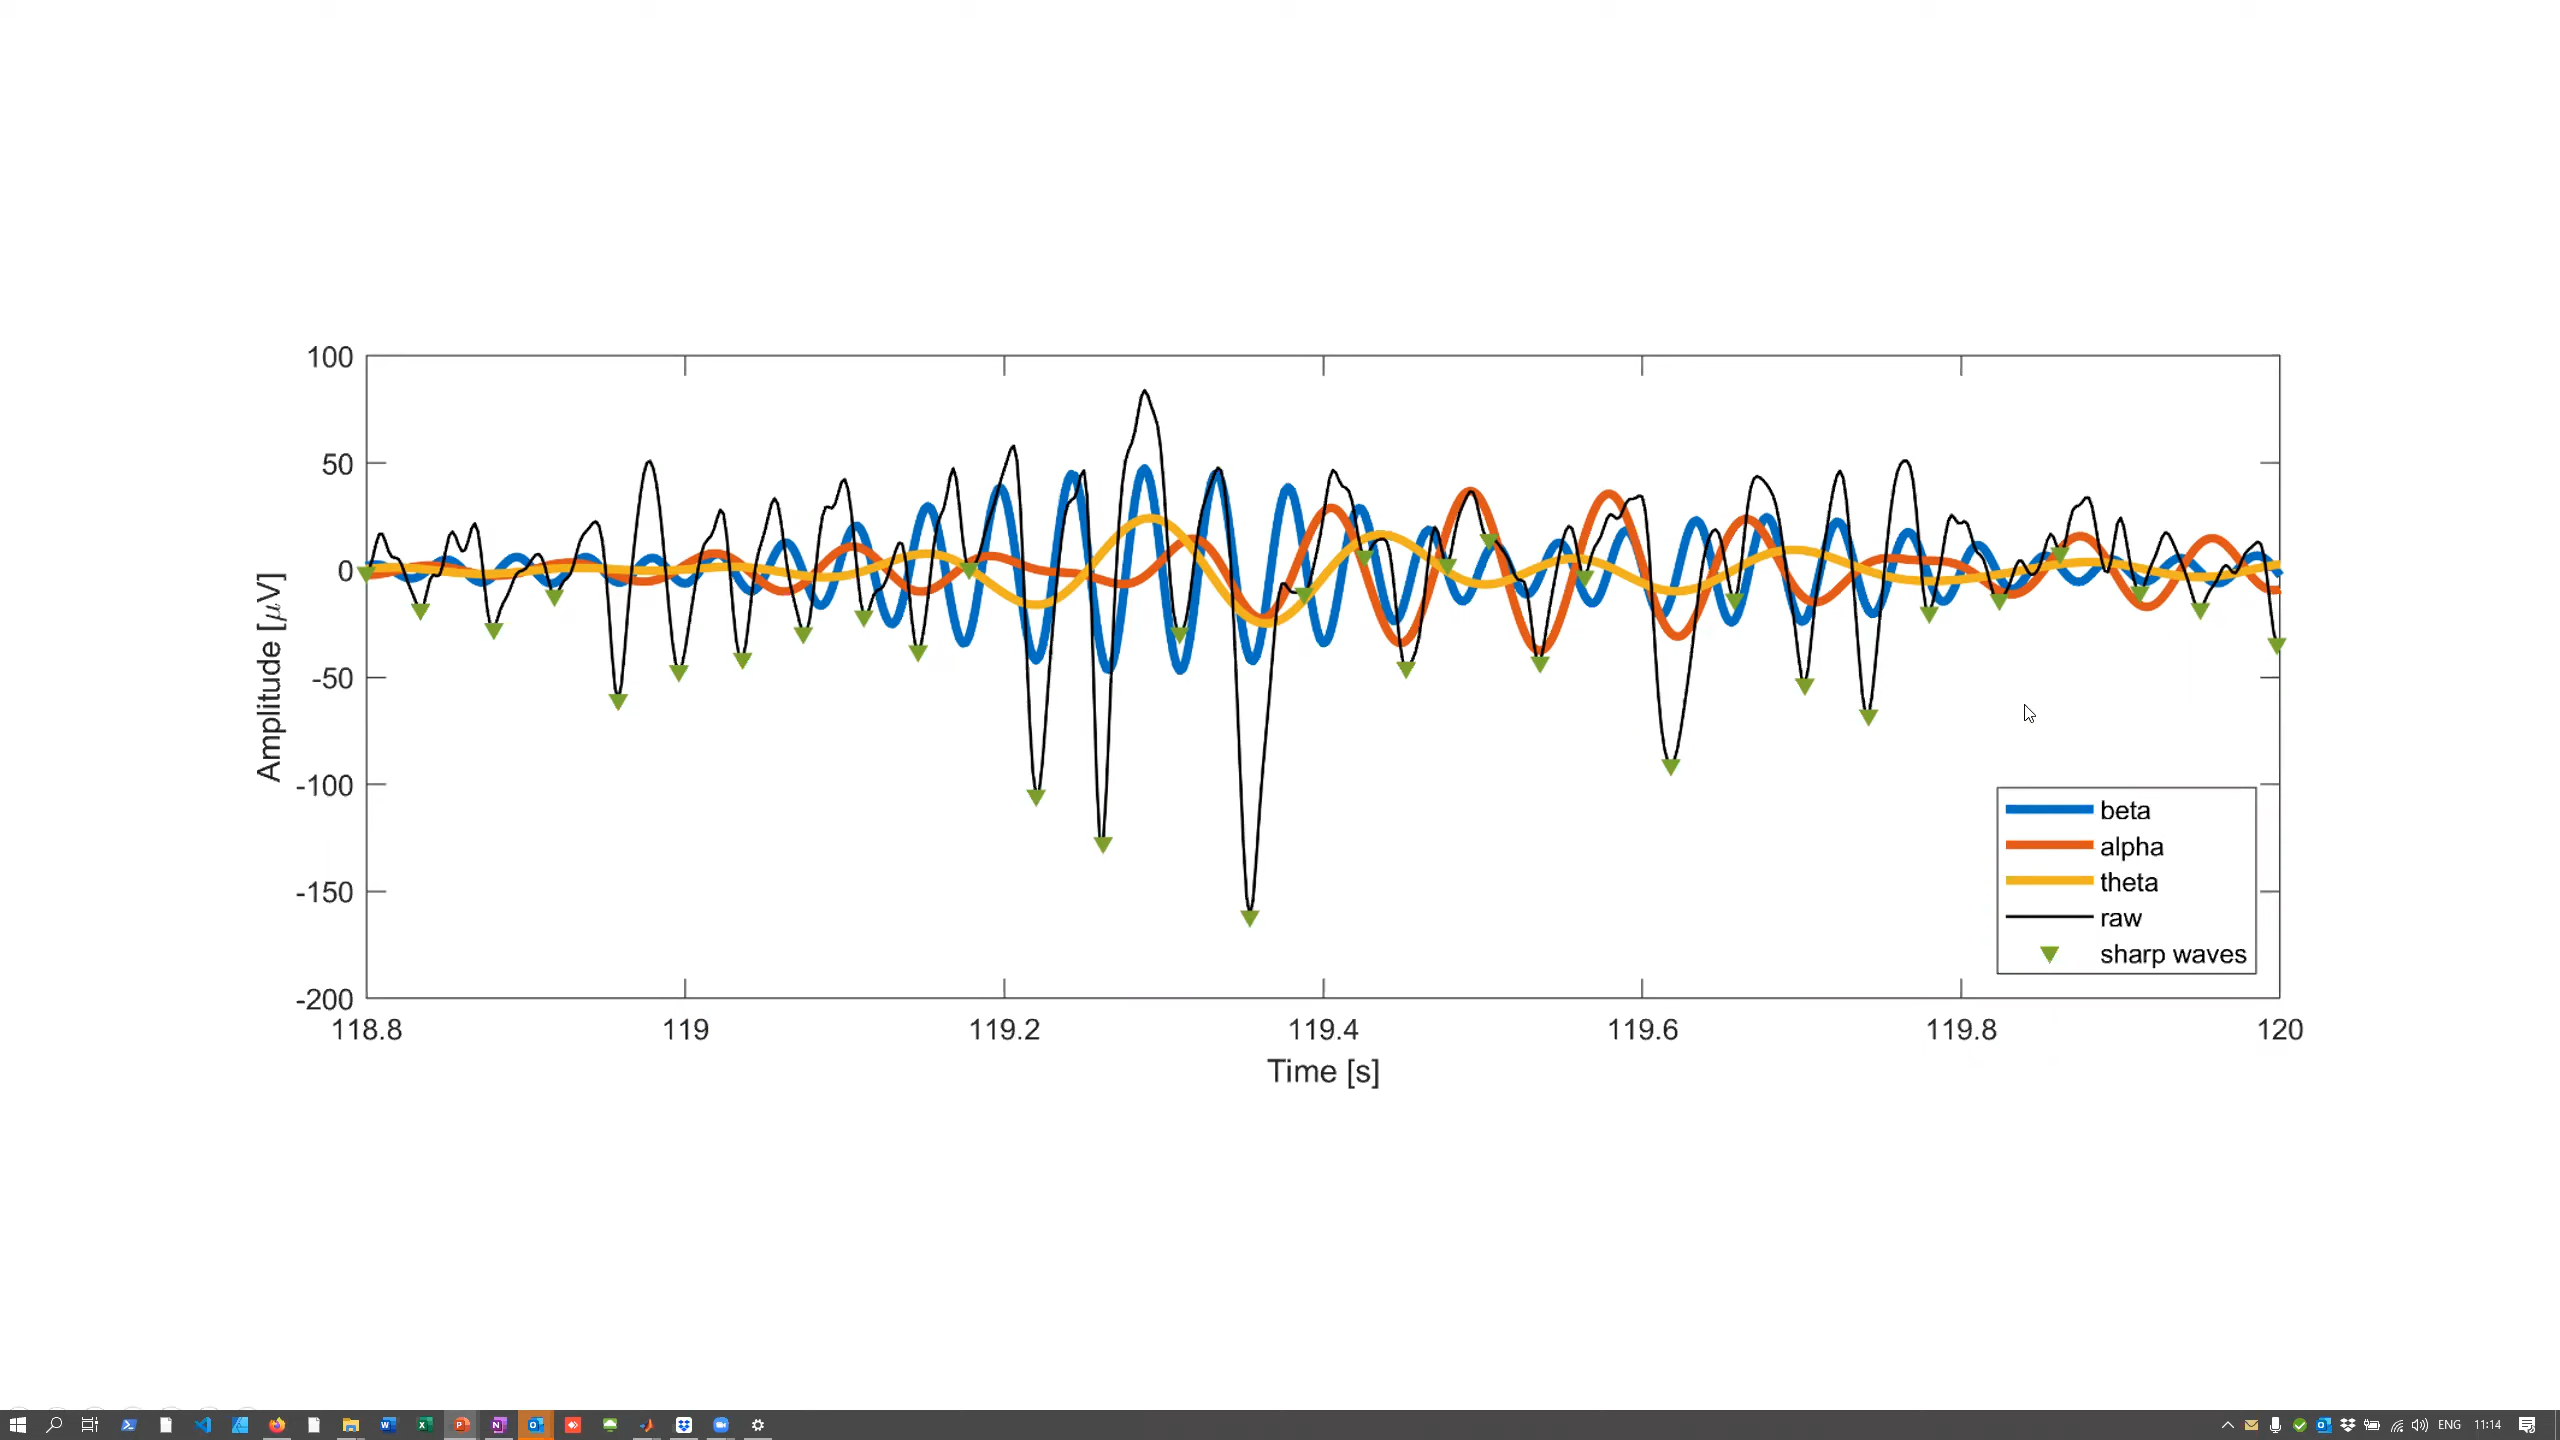 100
50
0
-50
-100
-150
-200
Amplitude [μV]
118.8 119 119.2 119.4 119.6 119.8 120
Time [s]
beta
alpha
theta
raw
sharp waves
ENG 11:14